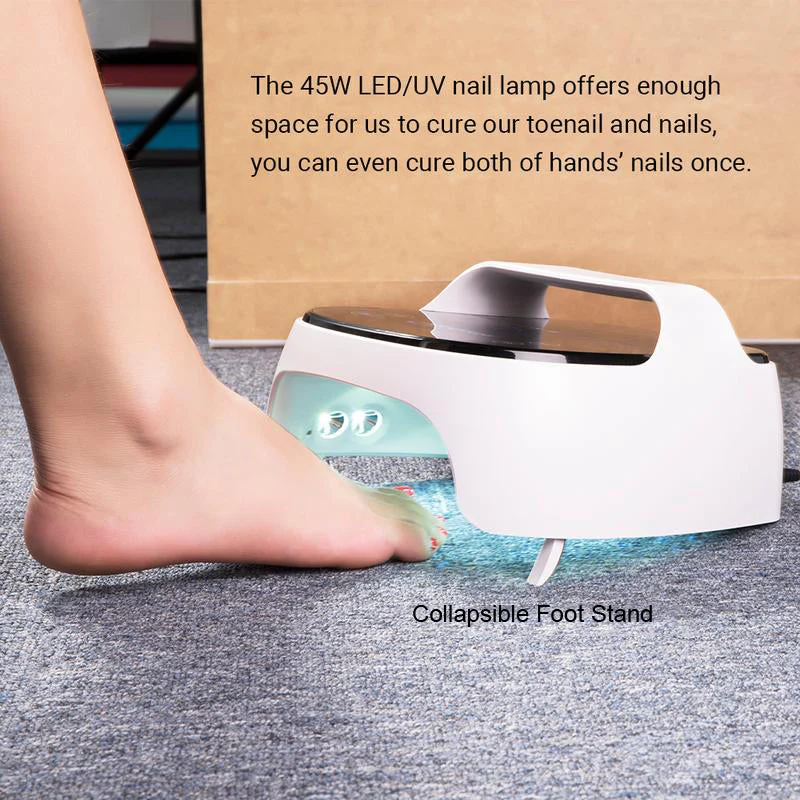 The 45W LED/UV nail lamp offers enough
space for us to cure our toenail and nails,
you can even cure both of hands’ nails once.
Collapsible Foot Stand